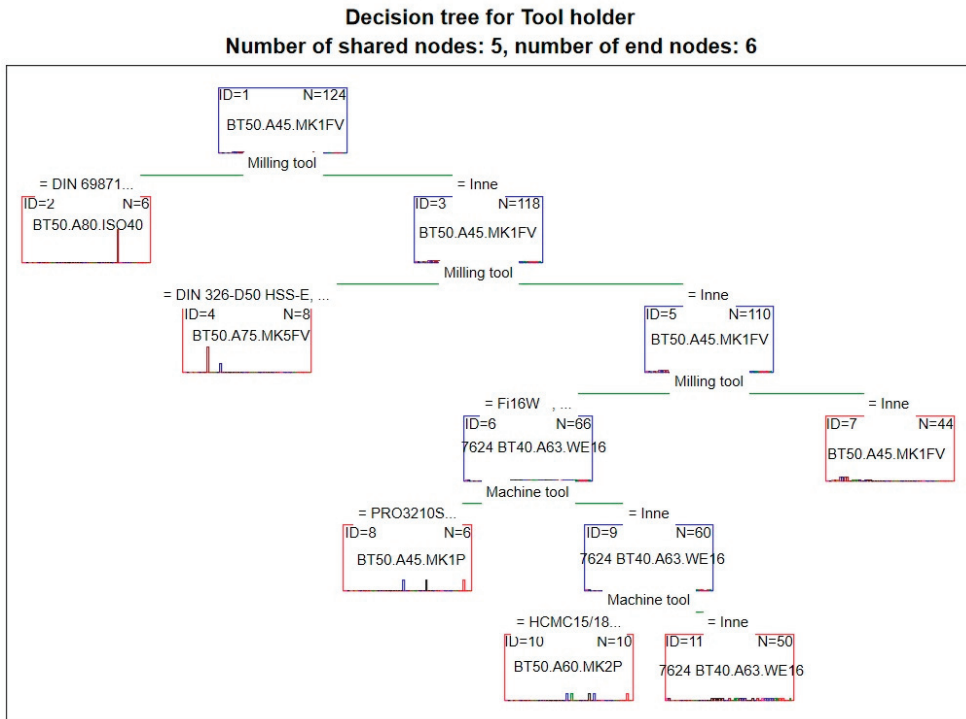 Decision tree for Tool holder
Number of shared nodes: 5, number of end nodes: 6
ID=1 N=124
BT50.A45.MK1FV
Milling tool
= DIN 69871... = Inne
ID=2 N=6 ID=3 N=118
BT50.A80.ISO40 BT50.A45.MK1FV
Milling tool
= DIN 326-D50 HSS-E, ... = Inne
ID=4 N=8 ID=5 N=110
BT50.A75.MK5FV BT50.A45.MK1FV
Milling tool
= Fi16W , ... = Inne
ID=6 N=66 ID=7 N=44
7624 BT40.A63.WE16 BT50.A45.MK1FV
Machine tool
= PRO3210S... = Inne
ID=8 N=6 ID=9 N=60
BT50.A45.MK1P 7624 BT40.A63.WE16
Machine tool
= HCMC15/18... = Inne
ID=10 N=10 ID=11 N=50
BT50.A60.MK2P 7624 BT40.A63.WE16